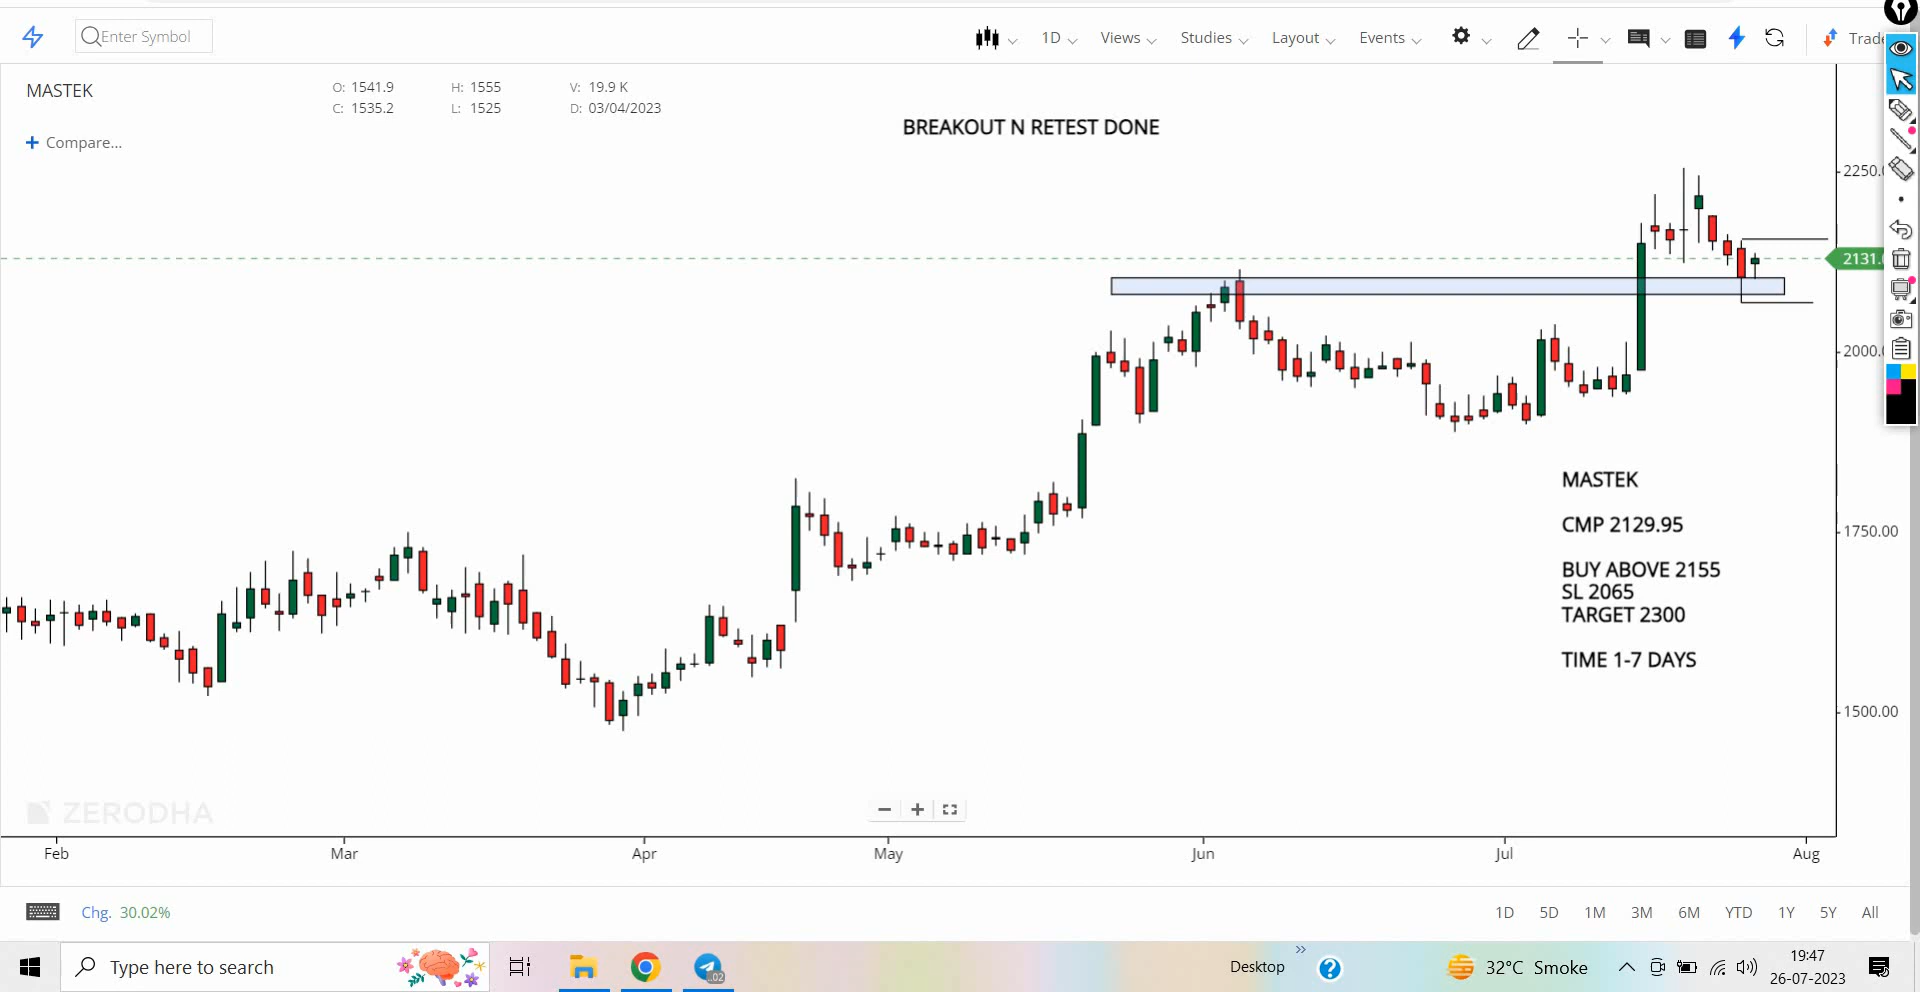 Enter Symbol
1D
Views
Studies
Layout
Events
Trade
MASTEK
O: 1541.9 H: 1555 V: 19.9 K
C: 1535.2 L: 1525 D: 03/04/2023
+ Compare...
BREAKOUT N RETEST DONE
2250.
2131.
2000.
1750.00
1500.00
MASTEK
CMP 2129.95
BUY ABOVE 2155
SL 2065
TARGET 2300
TIME 1-7 DAYS
ZERODHA
Feb Mar Apr May Jun Jul Aug
Chg. 30.02%
1D 5D 1M 3M 6M YTD 1Y 5Y All
Type here to search
.02
Desktop
32°C Smoke
19:47
26-07-2023